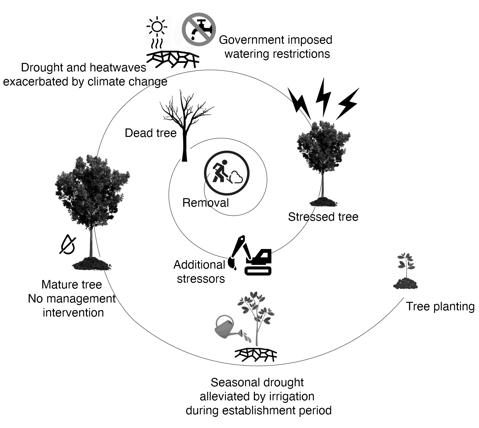 Government imposed
watering restrictions
Drought and heatwaves
exacerbated by climate change
Dead tree
Removal
Stressed tree
Additional
stressors
Mature tree
No management
intervention
Tree planting
Seasonal drought
alleviated by irrigation
during establishment period